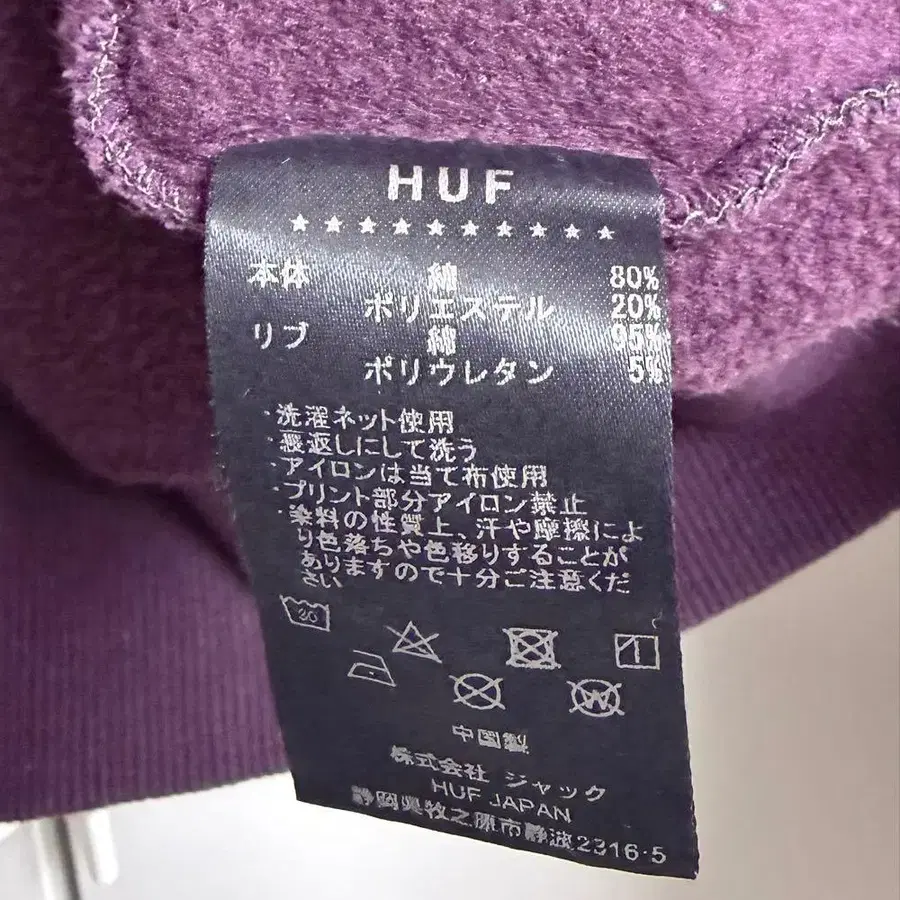 HUF
★★★★★★★★★★
本体 綿 80%
ポリエステル 20%
リブ 綿 95%
ポリウレタン 5%
・洗濯ネット使用
・裏返しにして洗う
・アイロンは当て布使用
・プリント部分アイロン禁止
・染料の性質上、汗や摩擦によ
り色落ちや色移りすることが
ありますので十分ご注意くだ
さい
30
W
中国製
株式会社 ジャック
HUF JAPAN
静岡県牧之原市静波2316-5